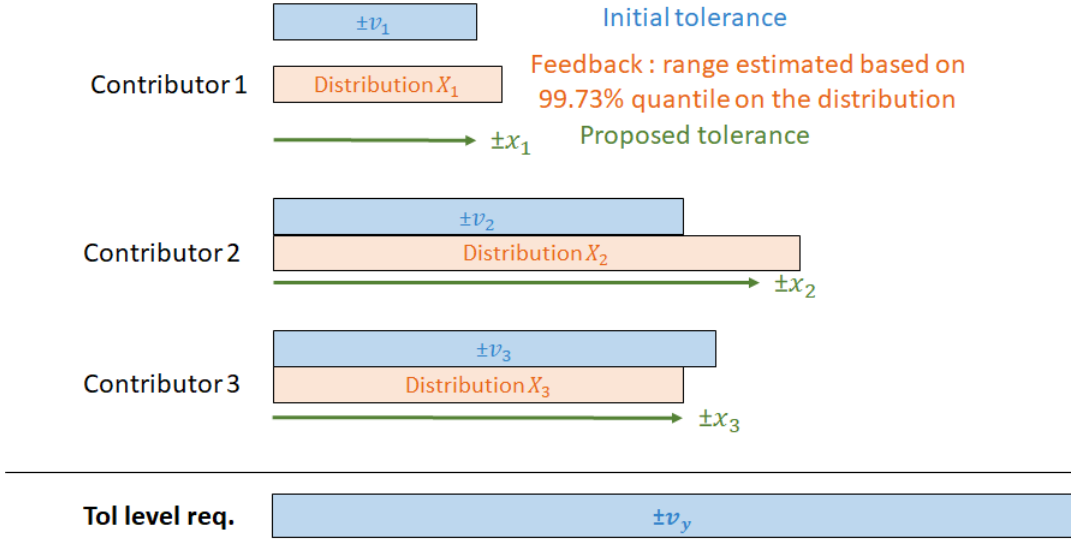 ±v₁
Initial tolerance
Contributor 1
Distribution X₁
Feedback : range estimated based on
99.73% quantile on the distribution
±x₁
Proposed tolerance
±v₂
Contributor 2
Distribution X₂
±x₂
±v₃
Contributor 3
Distribution X₃
±x₃
Tol level req.
±v_y